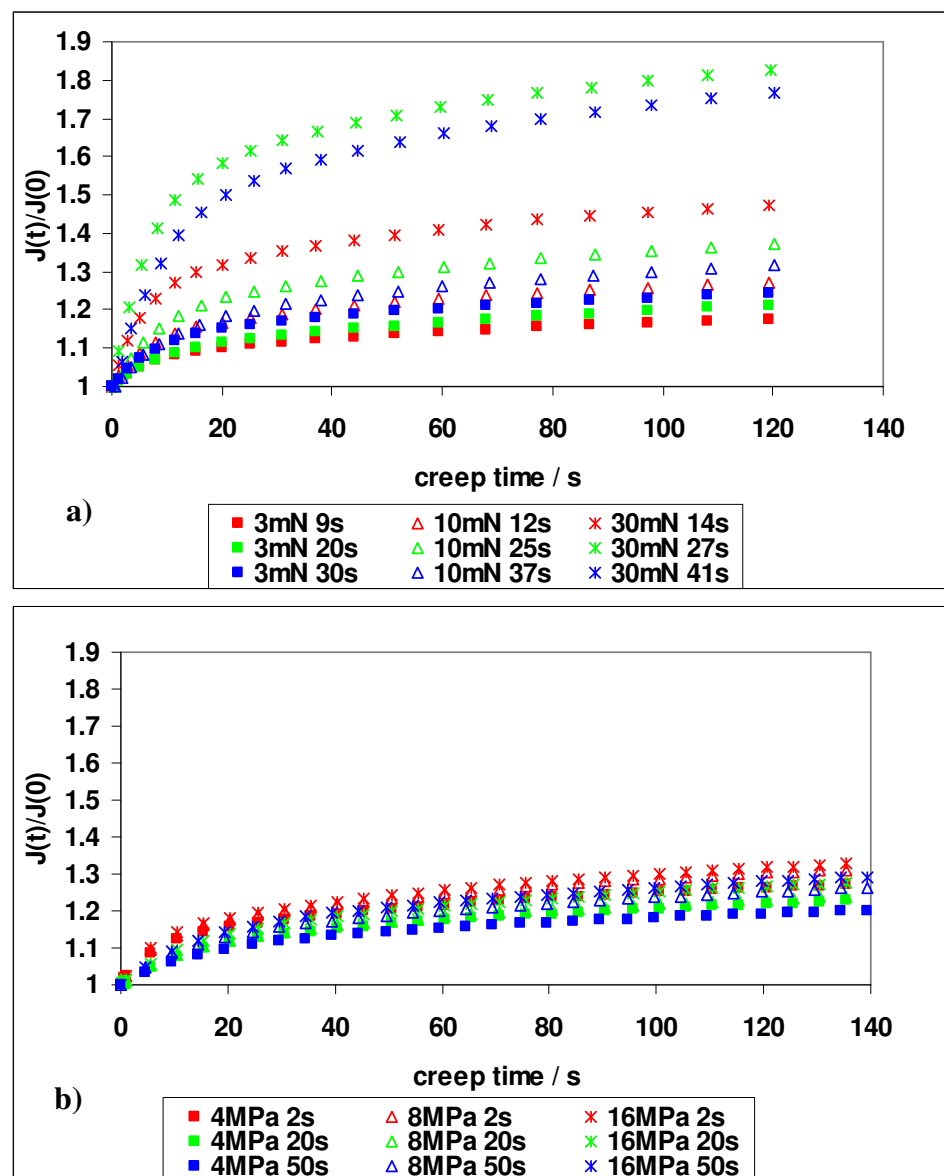 1.9
1.8
1.7
1.6
1.5
1.4
1.3
1.2
1.1
1
J(t)/J(0)
0 20 40 60 80 100 120 140
creep time / s
a)
3mN 9s 10mN 12s 30mN 14s
3mN 20s 10mN 25s 30mN 27s
3mN 30s 10mN 37s 30mN 41s
1.9
1.8
1.7
1.6
1.5
1.4
1.3
1.2
1.1
1
J(t)/J(0)
0 20 40 60 80 100 120 140
creep time / s
b)
4MPa 2s 8MPa 2s 16MPa 2s
4MPa 20s 8MPa 20s 16MPa 20s
4MPa 50s 8MPa 50s 16MPa 50s